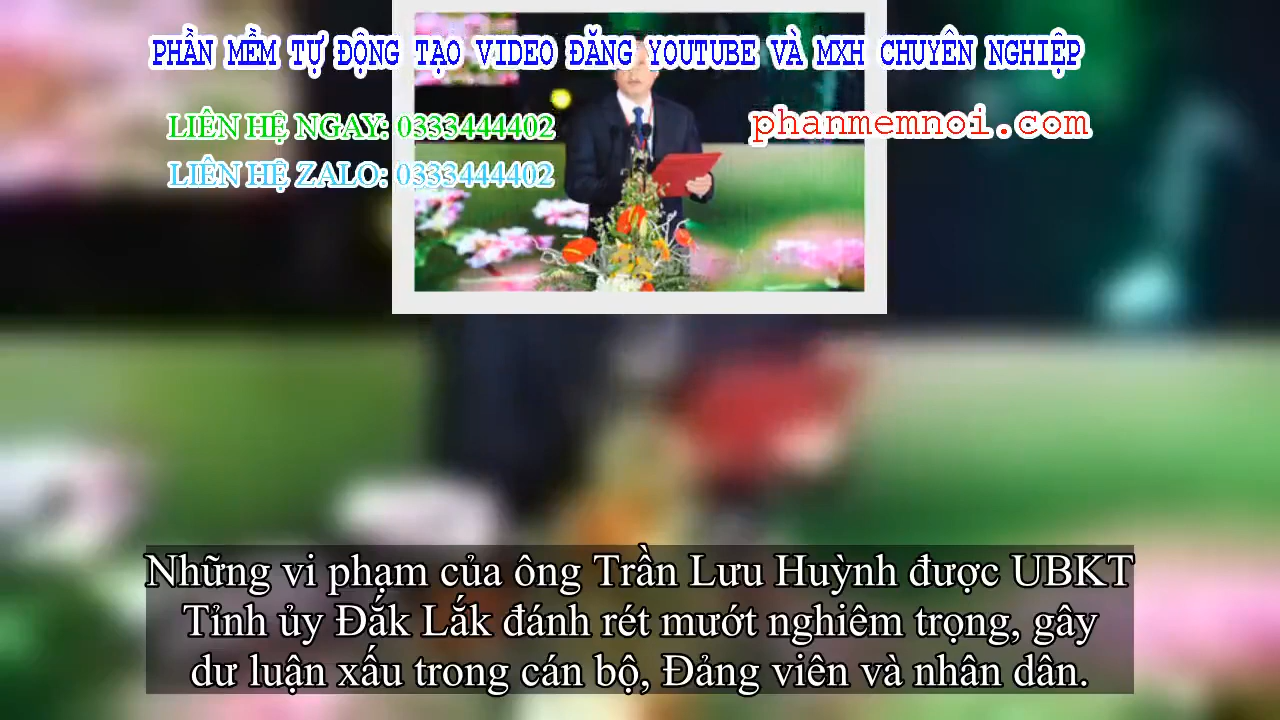 PHẦN MỀM TỰ ĐỘNG TẠO VIDEO ĐĂNG YOUTUBE VÀ MXH CHUYÊN NGHIỆP
LIÊN HỆ NGAY: 0333444402
phanmemnoi.com
LIÊN HỆ ZALO: 0333444402
Những vi phạm của ông Trần Lưu Huỳnh được UBKT
Tỉnh ủy Đắk Lắk đánh rét mướt nghiêm trọng, gây
dư luận xấu trong cán bộ, Đảng viên và nhân dân.